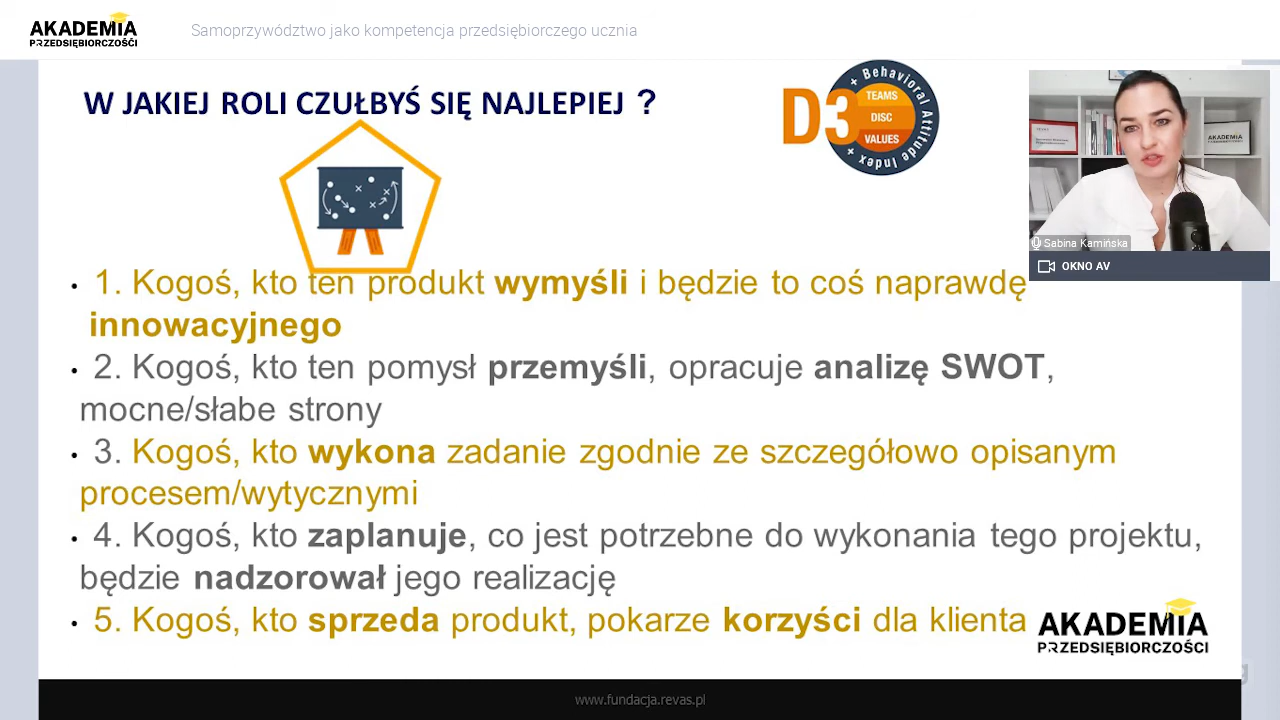 AKADEMIA
PRZEDSIĘBIORCZOŚCI
Samoprzywództwo jako kompetencja przedsiębiorczego ucznia
W JAKIEJ ROLI CZUŁBYŚ SIĘ NAJLEPIEJ ?
D3
TEAMS
DISC
VALUES
+ Behavioral Attitude Index +
AKADEMIA
Sabina Kamińska
OKNO AV
• 1. Kogoś, kto ten produkt wymyśli i będzie to coś naprawdę
innowacyjnego
• 2. Kogoś, kto ten pomysł przemyśli, opracuje analizę SWOT,
mocne/słabe strony
• 3. Kogoś, kto wykona zadanie zgodnie ze szczegółowo opisanym
procesem/wytycznymi
• 4. Kogoś, kto zaplanuje, co jest potrzebne do wykonania tego projektu,
będzie nadzorował jego realizację
• 5. Kogoś, kto sprzeda produkt, pokarze korzyści dla klienta
AKADEMIA
PRZEDSIĘBIORCZOŚCI
www.fundacja.revas.pl